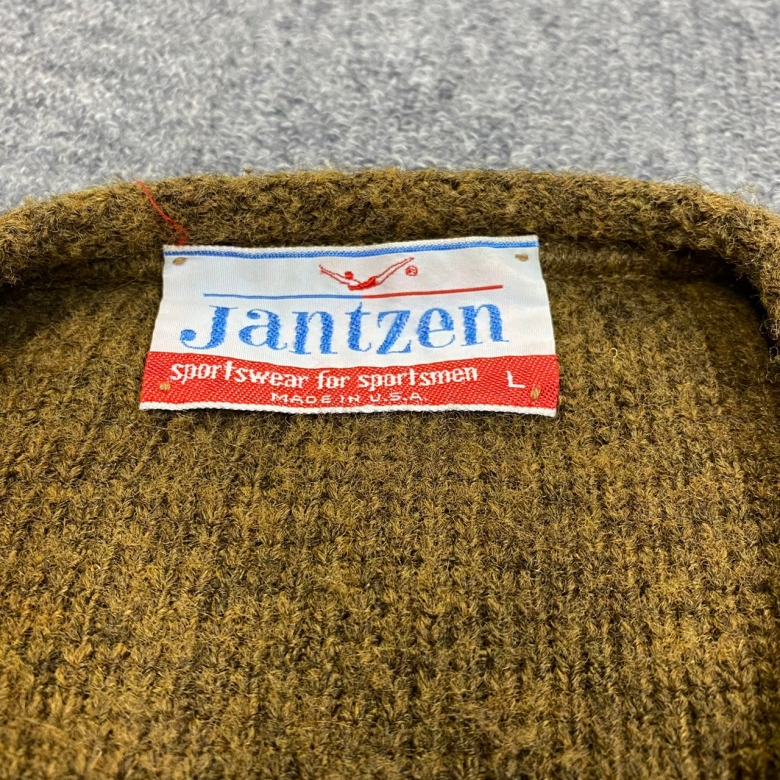 Jantzen
sportswear for sportsmen L
MADE IN U.S.A.